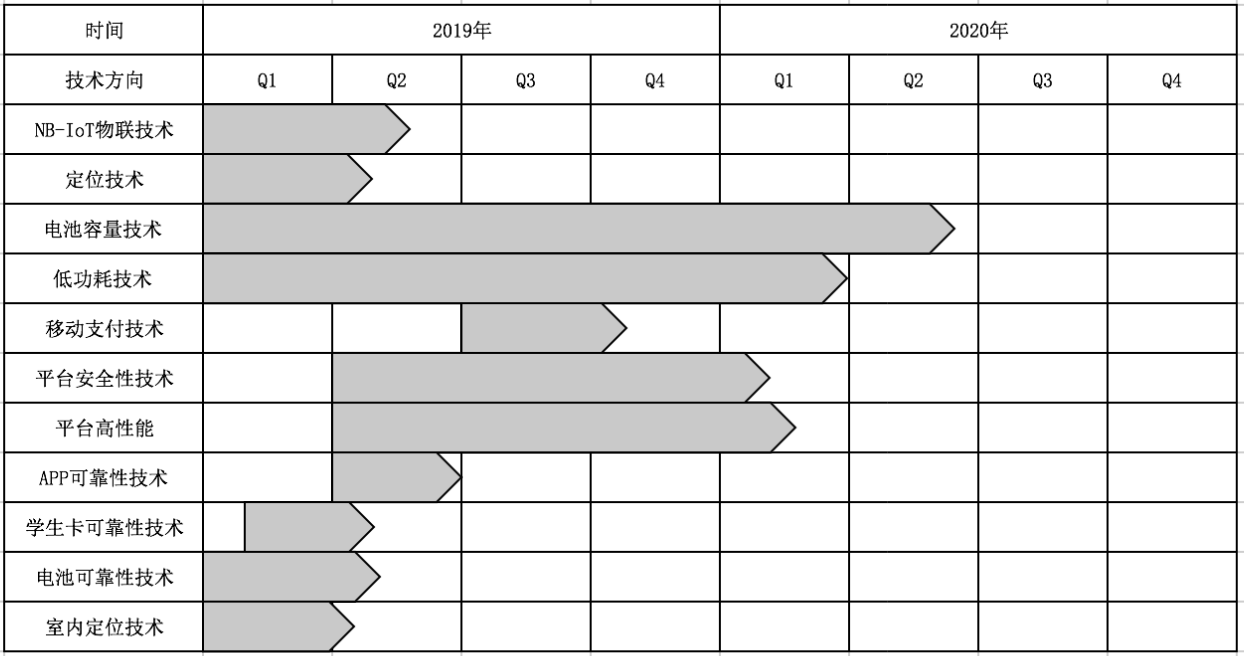 时间 2019年 2020年
技术方向 Q1 Q2 Q3 Q4 Q1 Q2 Q3 Q4
NB-IoT物联技术
定位技术
电池容量技术
低功耗技术
移动支付技术
平台安全性技术
平台高性能
APP可靠性技术
学生卡可靠性技术
电池可靠性技术
室内定位技术